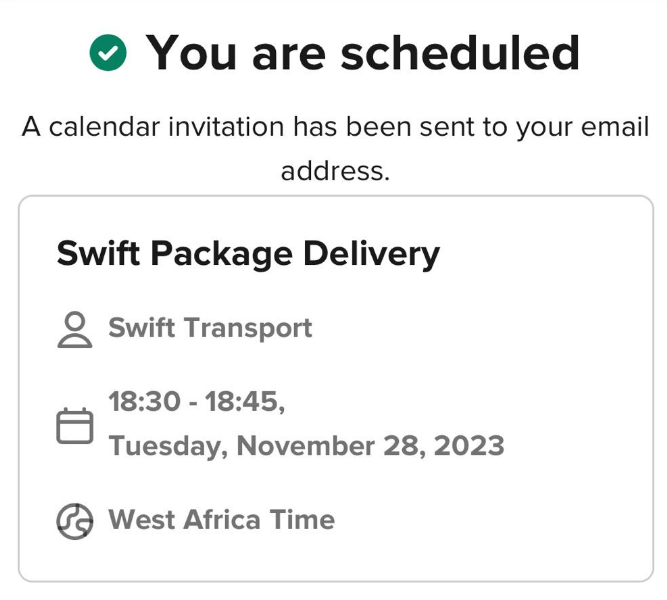 You are scheduled
A calendar invitation has been sent to your email
address.
Swift Package Delivery
Swift Transport
18:30 - 18:45,
Tuesday, November 28, 2023
West Africa Time